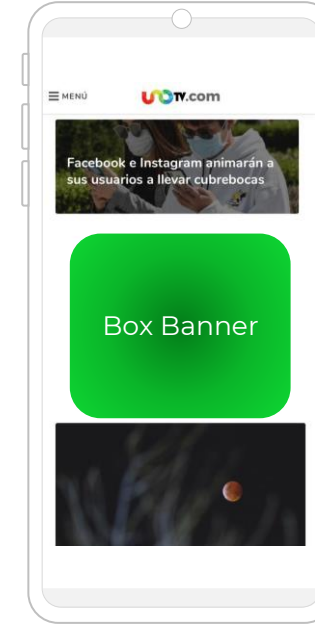 MENÚ
UNOTV.com
Facebook e Instagram animarán a
sus usuarios a llevar cubrebocas
Box Banner